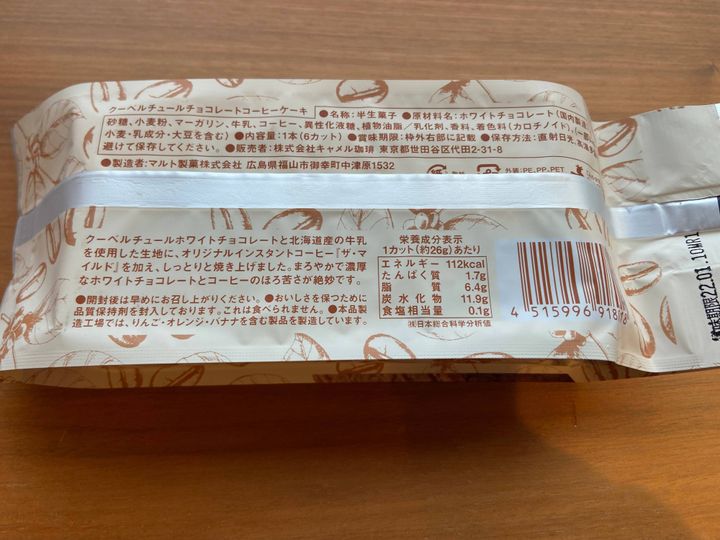 クーベルチュールチョコレートコーヒーケーキ ●名称:半生菓子 ●原材料名:ホワイトチョコレート(国内製造)
砂糖、小麦粉、マーガリン、牛乳、コーヒー、異性化液糖、植物油脂/乳化剤、香料、着色料(カロチノイド)、(一部に
小麦・乳成分・大豆を含む) ●内容量:1本(6カット) ●賞味期限:枠外右部に記載 ●保存方法:直射日光、高温多
避けて保存してください。 ●販売者:株式会社キャメル珈琲 東京都世田谷区代田2-31-8
●製造者:マルト製菓株式会社 広島県福山市御幸町中津原1532
紙 外装:PE,PP,PET
クーベルチュールホワイトチョコレートと北海道産の牛乳
を使用した生地に、オリジナルインスタントコーヒー『ザ・マ
イルド』を加え、しっとりと焼き上げました。まろやかで濃厚
なホワイトチョコレートとコーヒーのほろ苦さが絶妙です。
●開封後は早めにお召し上がりください。 ●おいしさを保つために
品質保持剤を封入しております。これは食べられません。 ●本品製
造工場では、りんご・オレンジ・バナナを含む製品を製造しています。
栄養成分表示
1カット(約26g)あたり
エネルギー 112kcal
たんぱく質 1.7g
脂質 6.4g
炭水化物 11.9g
食塩相当量 0.1g
㈱日本総合科学分析値
4 515996 918
賞味期限22.01.10WR1